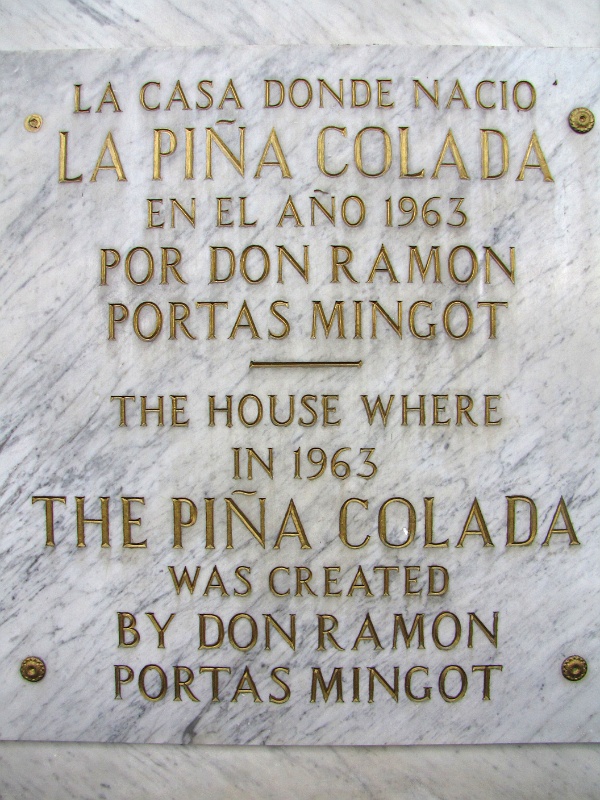 LA CASA DONDE NACIO
LA PIÑA COLADA
EN EL AÑO 1963
POR DON RAMON
PORTAS MINGOT
THE HOUSE WHERE
IN 1963
THE PIÑA COLADA
WAS CREATED
BY DON RAMON
PORTAS MINGOT